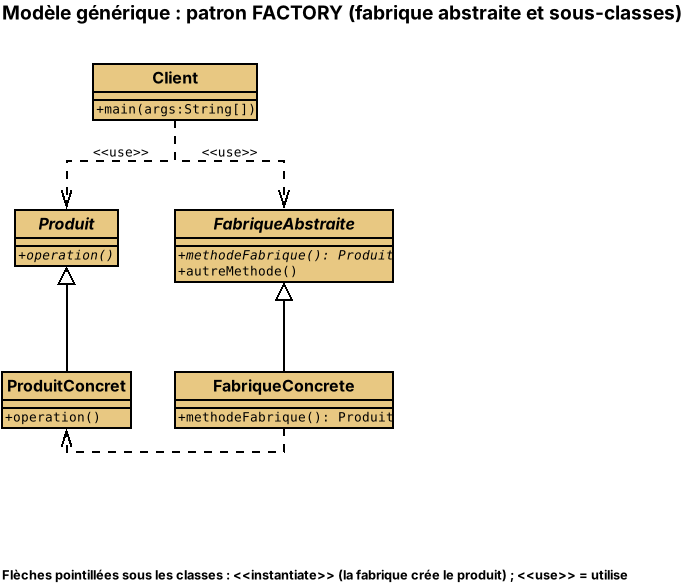 Modèle générique : patron FACTORY (fabrique abstraite et sous-classes)
Client
+main(args:String[])
<<use>> <<use>>
Produit
+operation()
FabriqueAbstraite
+methodeFabrique(): Produit
+autreMethode()
ProduitConcret
+operation()
FabriqueConcrete
+methodeFabrique(): Produit
Flèches pointillées sous les classes : <<instantiate>> (la fabrique crée le produit) ; <<use>> = utilise